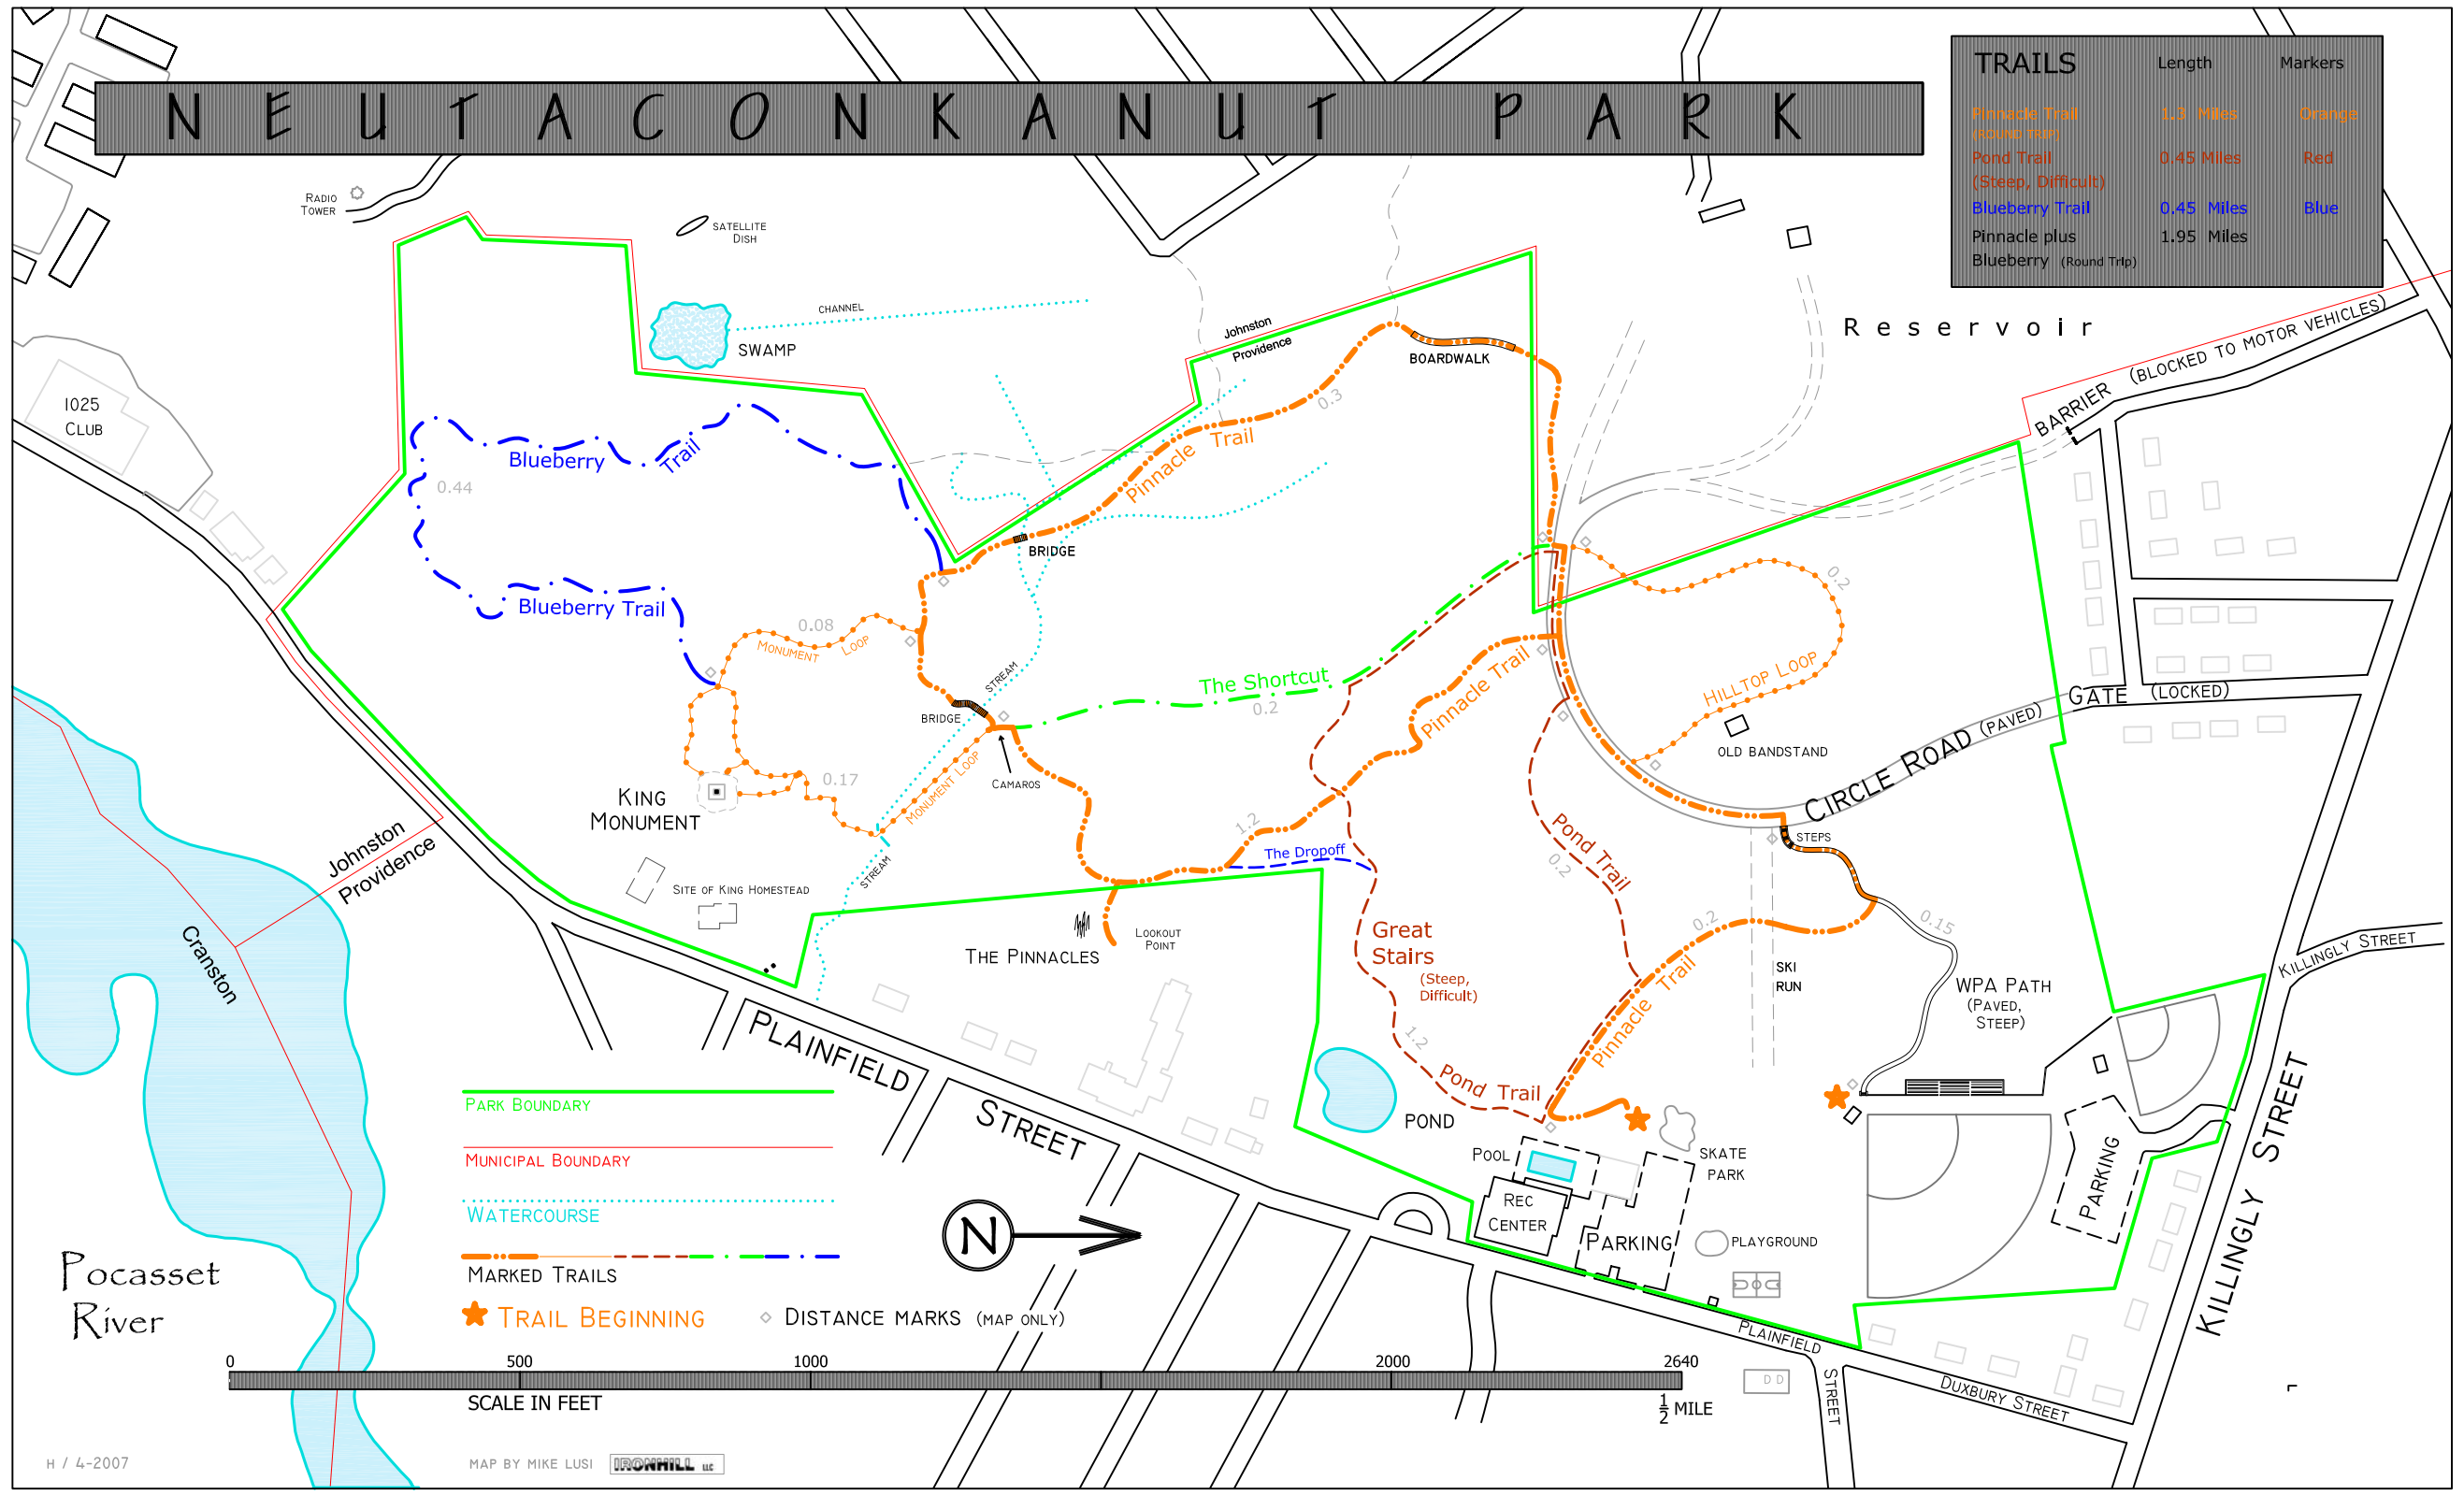 NEUTACONKANUT PARK
TRAILS Length Markers
Pinnacle Trail 1.3 Miles Orange
(ROUND TRIP)
Pond Trail 0.45 Miles Red
(Steep, Difficult)
Blueberry Trail 0.45 Miles Blue
Pinnacle plus 1.95 Miles
Blueberry (Round Trip)
RADIO
TOWER
SATELLITE
DISH
CHANNEL
SWAMP
Johnston
Providence
BOARDWALK
Reservoir
BARRIER (BLOCKED TO MOTOR VEHICLES)
1025
CLUB
0.3
Blueberry Trail
Pinnacle Trail
0.44
BRIDGE
Blueberry Trail
0.08
MONUMENT LOOP
0.2
STREAM
The Shortcut
0.2
Pinnacle Trail
HILLTOP LOOP
GATE (LOCKED)
BRIDGE
OLD BANDSTAND
CIRCLE ROAD (PAVED)
CAMAROS
0.17
MONUMENT LOOP
KING
MONUMENT
1.2
The Dropoff
Pond Trail
0.2
STEPS
Johnston
Providence
STREAM
SITE OF KING HOMESTEAD
Cranston
THE PINNACLES
LOOKOUT
POINT
Great
Stairs
(Steep,
Difficult)
0.2
0.15
Pinnacle Trail
SKI
RUN
WPA PATH
(PAVED,
STEEP)
KILLINGLY STREET
PLAINFIELD STREET
1.2
Pond Trail
POND
POOL
SKATE
PARK
REC
CENTER
PARKING
PLAYGROUND
PARKING
KILLINGLY STREET
PARK BOUNDARY
MUNICIPAL BOUNDARY
WATERCOURSE
MARKED TRAILS
TRAIL BEGINNING
DISTANCE MARKS (MAP ONLY)
N
Pocasset
River
PLAINFIELD
STREET
DD
DUXBURY STREET
0 500 1000 2000 2640
SCALE IN FEET
1/2 MILE
H / 4-2007
MAP BY MIKE LUSI
IRONHILL LLC